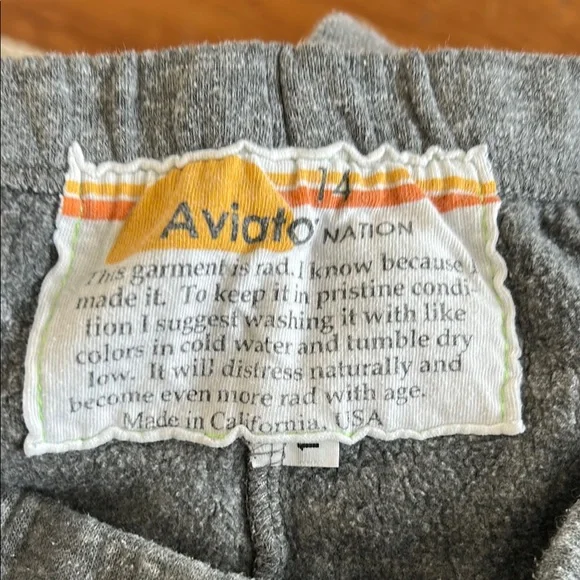 14
Aviator NATION
This garment is rad. I know because I
made it. To keep it in pristine condi-
tion I suggest washing it with like
colors in cold water and tumble dry
low. It will distress naturally and
become even more rad with age.
Made in California, USA